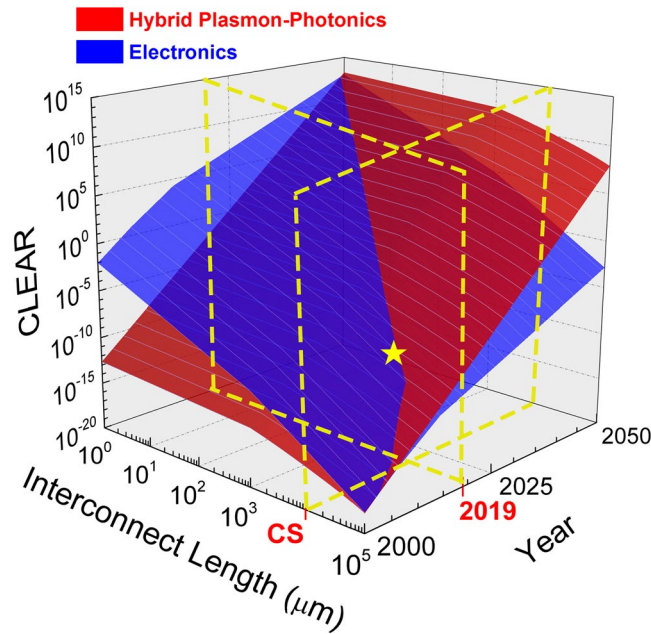 Hybrid Plasmon-Photonics
Electronics
10^15
10^10
10^5
10^0
10^-5
10^-10
10^-15
10^-20
CLEAR
10^0
10^1
10^2
10^3
CS
10^5
Interconnect Length (μm)
2000
2019
2025
2050
Year